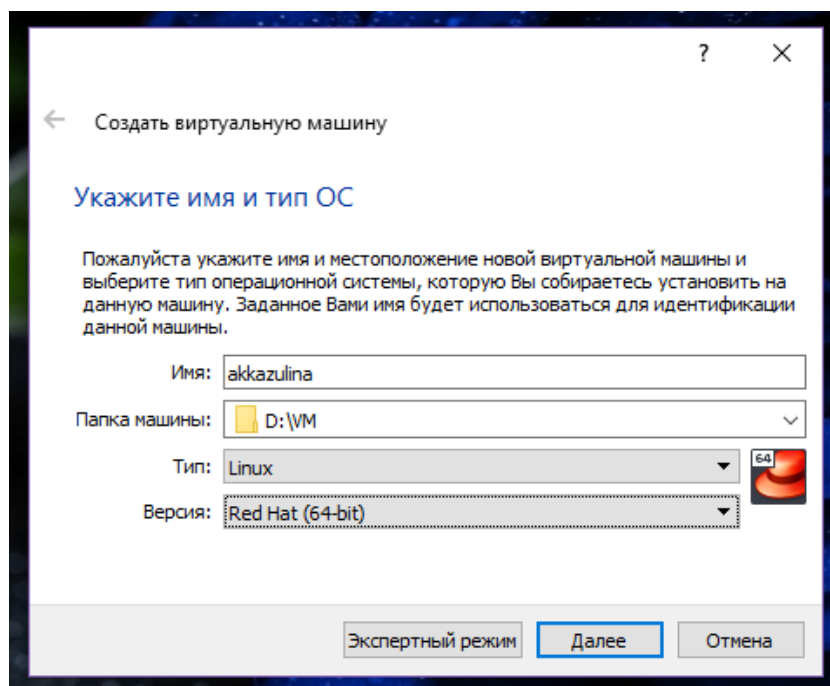 ?
Создать виртуальную машину
Укажите имя и тип ОС
Пожалуйста укажите имя и местоположение новой виртуальной машины и
выберите тип операционной системы, которую Вы собираетесь установить на
данную машину. Заданное Вами имя будет использоваться для идентификации
данной машины.
Имя: akkazulina
Папка машины: D:\VM
Тип: Linux
64
Версия: Red Hat (64-bit)
Экспертный режим Далее Отмена